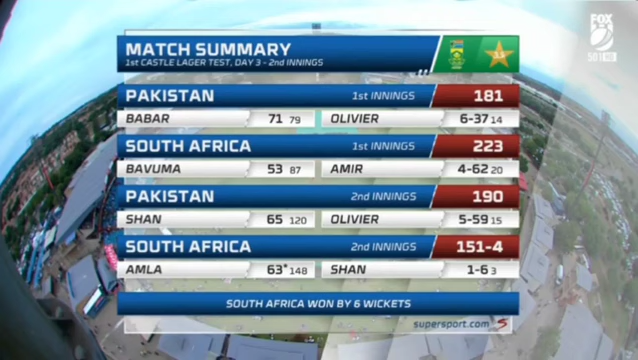 FOX
501 HD
MATCH SUMMARY
1ST CASTLE LAGER TEST, DAY 3 - 2ND INNINGS
PAKISTAN 1st INNINGS 181
BABAR 71 79 OLIVIER 6-37 14
SOUTH AFRICA 1st INNINGS 223
BAVUMA 53 87 AMIR 4-62 20
PAKISTAN 2nd INNINGS 190
SHAN 65 120 OLIVIER 5-59 15
SOUTH AFRICA 2nd INNINGS 151-4
AMLA 63* 148 SHAN 1-6 3
SOUTH AFRICA WON BY 6 WICKETS
supersport.com